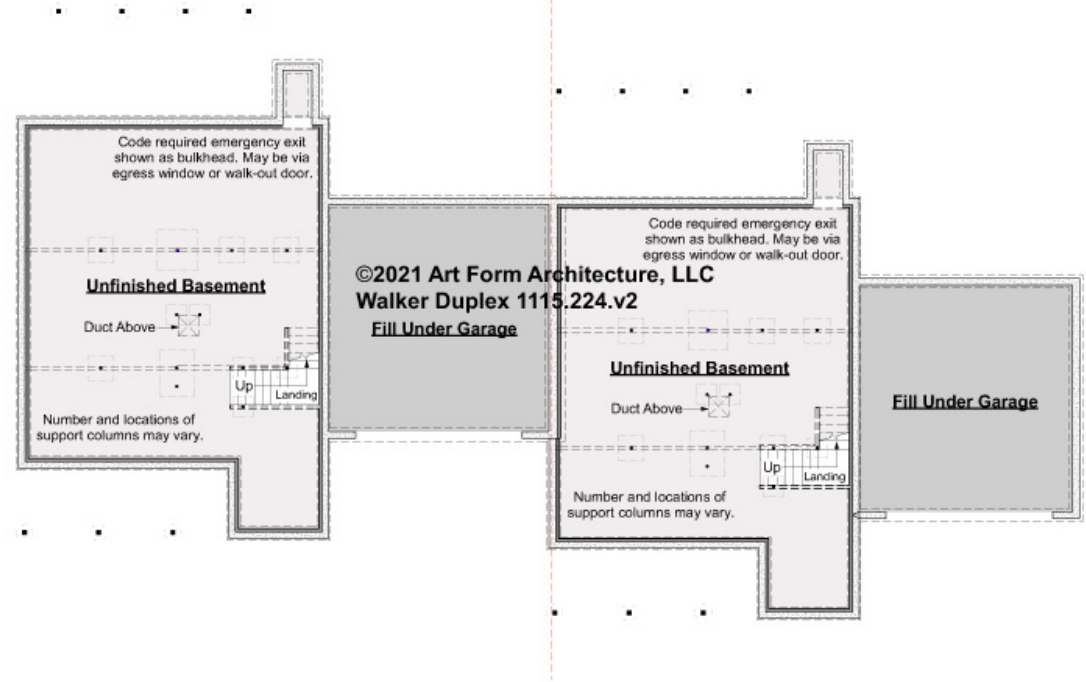 Code required emergency exit
shown as bulkhead. May be via
egress window or walk-out door.
Unfinished Basement
Duct Above
Up
Landing
Number and locations of
support columns may vary.
©2021 Art Form Architecture, LLC
Walker Duplex 1115.224.v2
Fill Under Garage
Code required emergency exit
shown as bulkhead. May be via
egress window or walk-out door.
Unfinished Basement
Duct Above
Up
Landing
Number and locations of
support columns may vary.
Fill Under Garage